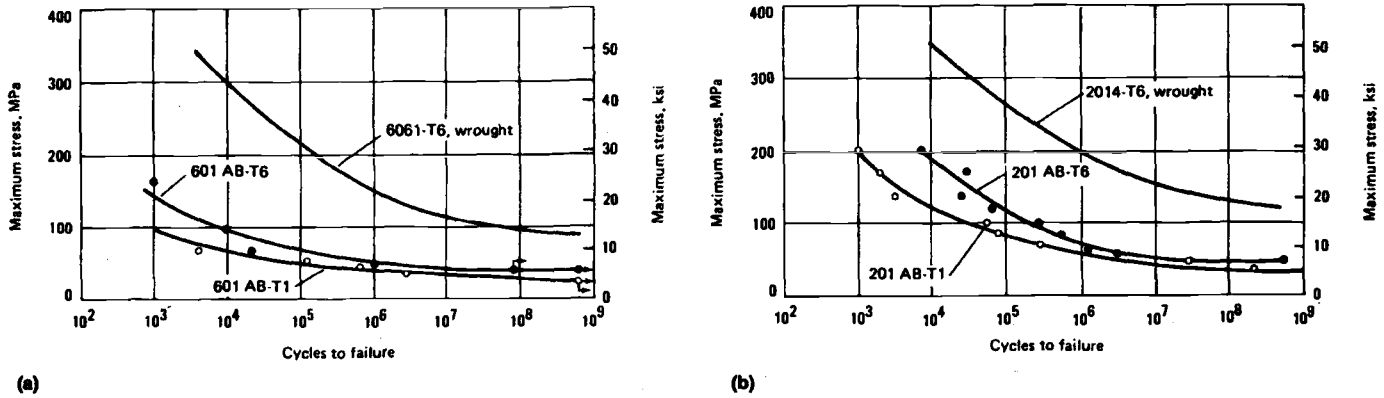 400
300
200
100
0
Maximum stress, MPa
50
40
30
20
10
0
Maximum stress, ksi
6061-T6, wrought
601 AB-T6
601 AB-T1
10² 10³ 10⁴ 10⁵ 10⁶ 10⁷ 10⁸ 10⁹
Cycles to failure
(a)
400
300
200
100
0
Maximum stress, MPa
50
40
30
20
10
0
Maximum stress, ksi
2014-T6, wrought
201 AB-T6
201 AB-T1
10² 10³ 10⁴ 10⁵ 10⁶ 10⁷ 10⁸ 10⁹
Cycles to failure
(b)